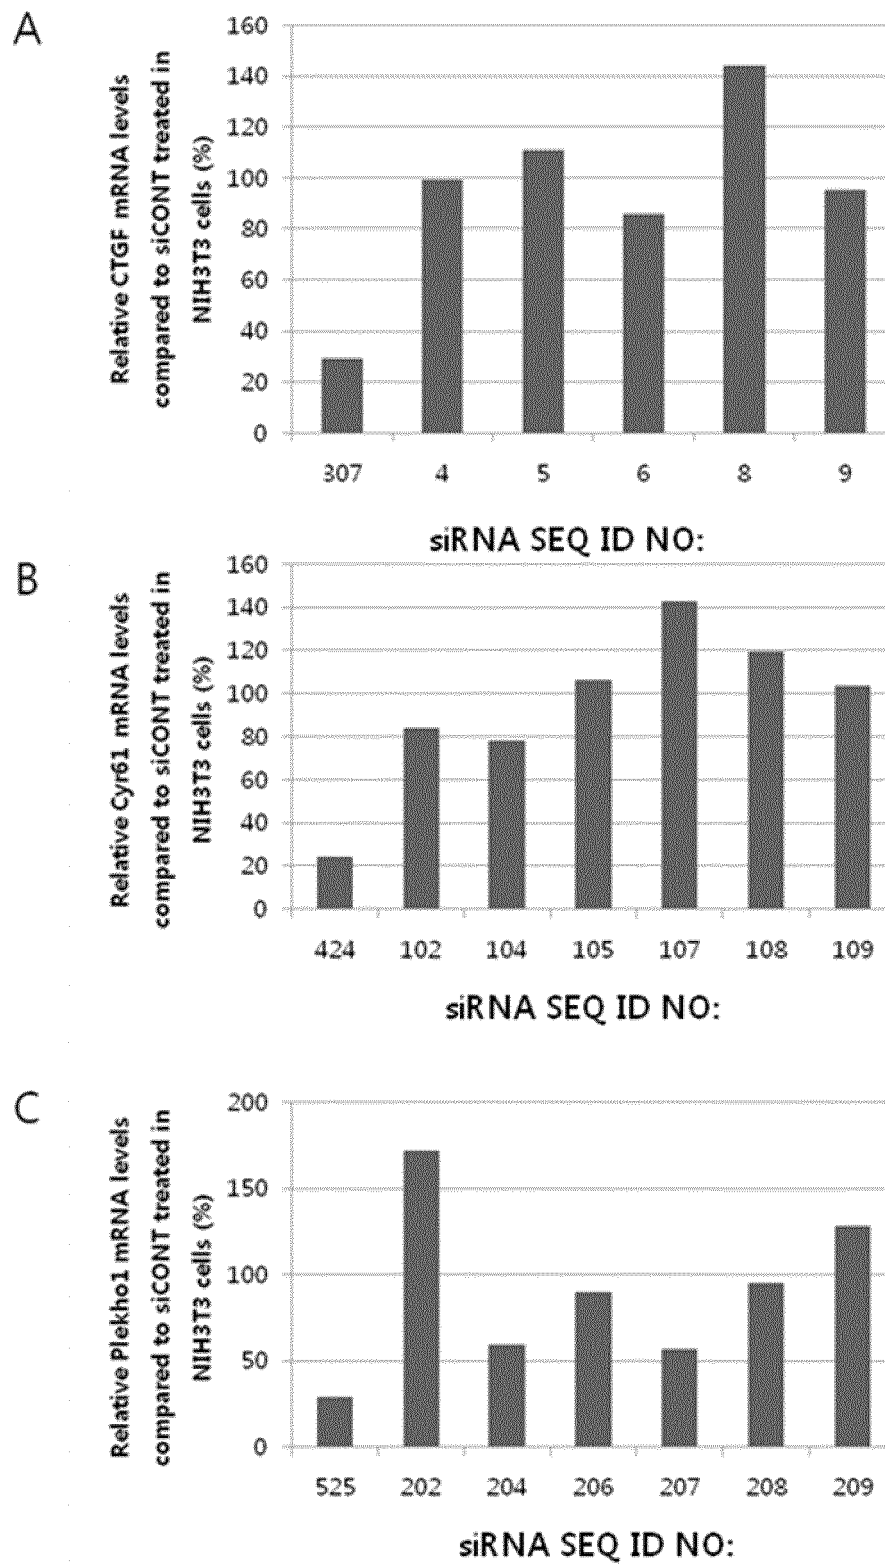 A
Relative CTGF mRNA levels
compared to siCONT treated in
NIH3T3 cells (%)
160
140
120
100
80
60
40
20
0
307 4 5 6 8 9
siRNA SEQ ID NO:
B
Relative Cyr61 mRNA levels
compared to siCONT treated in
NIH3T3 cells (%)
160
140
120
100
80
60
40
20
0
424 102 104 105 107 108 109
siRNA SEQ ID NO:
C
Relative Plekho1 mRNA levels
compared to siCONT treated in
NIH3T3 cells (%)
200
150
100
50
0
525 202 204 206 207 208 209
siRNA SEQ ID NO: